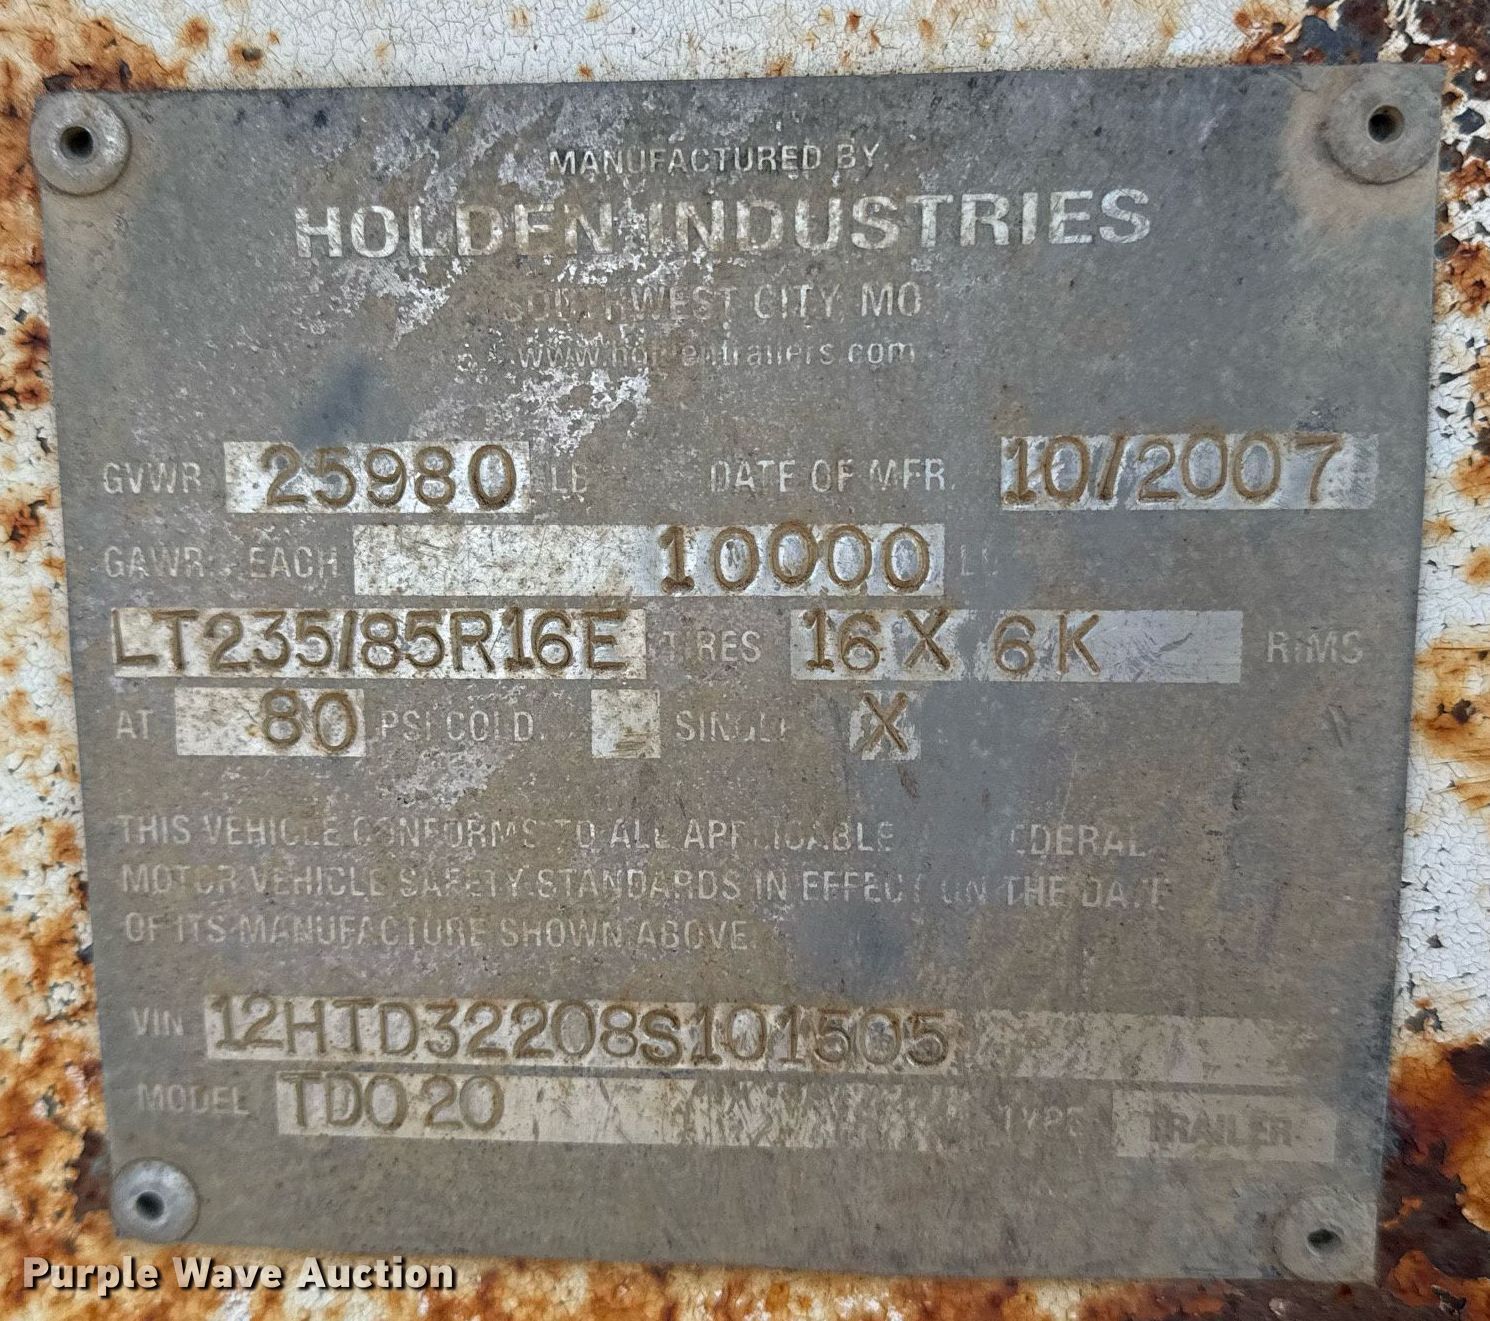 MANUFACTURED BY
HOLDEN INDUSTRIES
SOUTHWEST CITY, MO
www.holdentrailers.com
GVWR 25980 LB DATE OF MFR. 10/2007
GAWR: EACH 10000
LT235/85R16E TIRES 16 X 6K RIMS
AT 80 PSI COLD. SINGLE X
THIS VEHICLE CONFORMS TO ALL APPLICABLE FEDERAL
MOTOR VEHICLE SAFETY STANDARDS IN EFFECT ON THE DATE
OF ITS MANUFACTURE SHOWN ABOVE.
VIN 12HTD32208S101505
MODEL TDO20 TYPE TRAILER
Purple Wave Auction